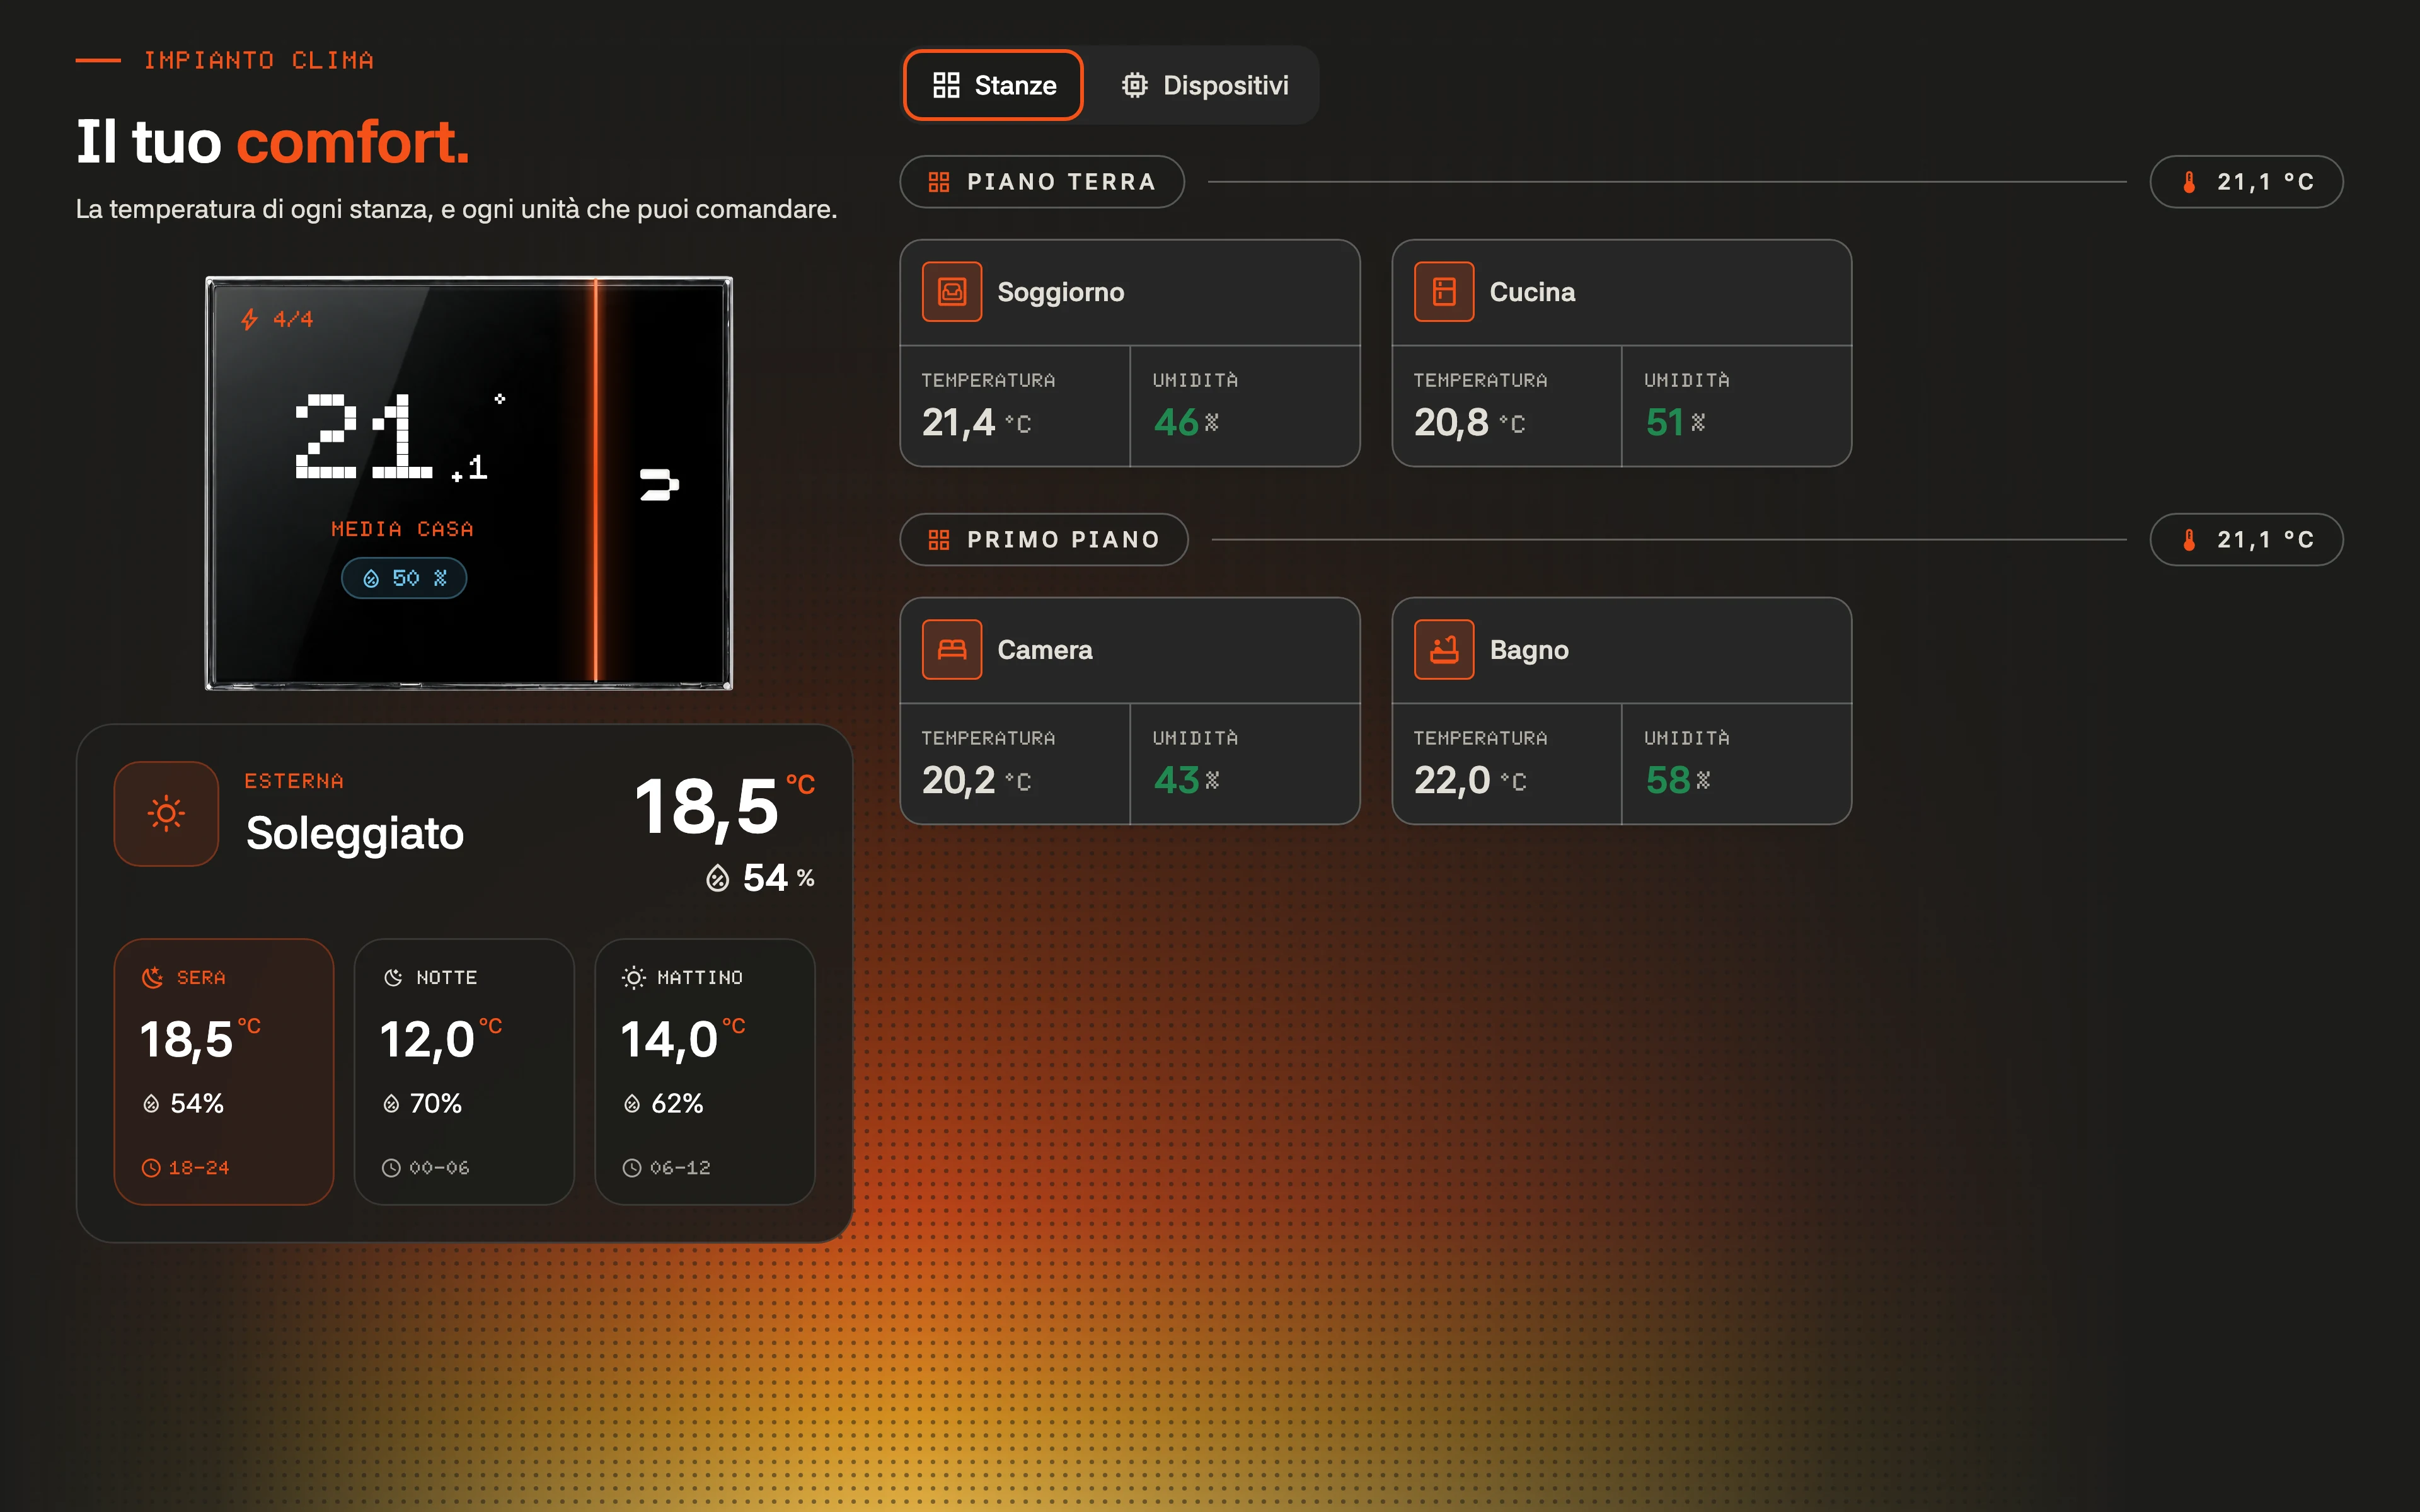 IMPIANTO CLIMA
Il tuo comfort.
La temperatura di ogni stanza, e ogni unità che puoi comandare.
4/4
21.1°
MEDIA CASA
50 %
ESTERNA
Soleggiato
18,5 °C
54 %
SERA
18,5 °C
54%
18-24
NOTTE
12,0 °C
70%
00-06
MATTINO
14,0 °C
62%
06-12
Stanze
Dispositivi
PIANO TERRA
21,1 °C
Soggiorno
TEMPERATURA
21,4 °C
UMIDITÀ
46 %
Cucina
TEMPERATURA
20,8 °C
UMIDITÀ
51 %
PRIMO PIANO
21,1 °C
Camera
TEMPERATURA
20,2 °C
UMIDITÀ
43 %
Bagno
TEMPERATURA
22,0 °C
UMIDITÀ
58 %